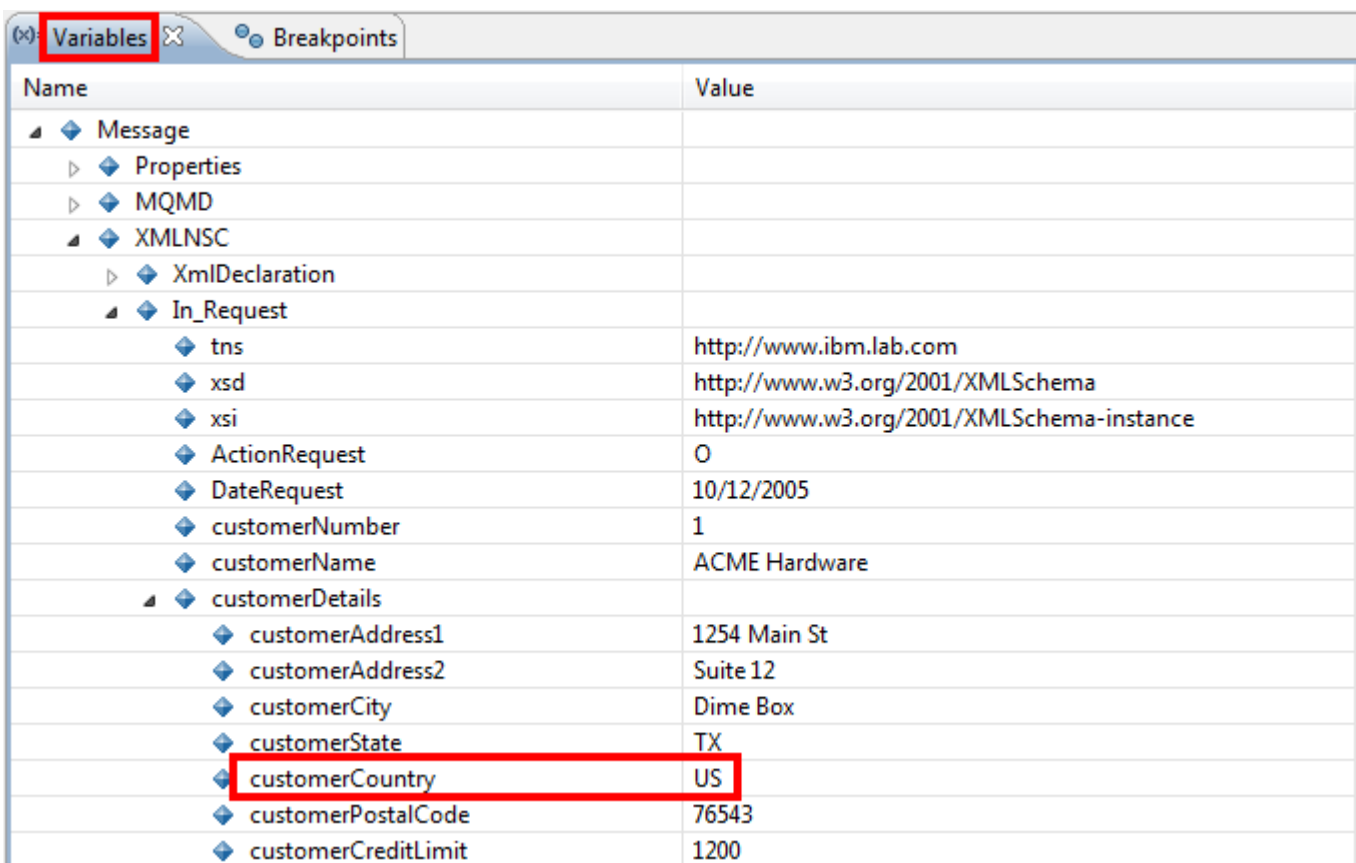 (x)= Variables Breakpoints
Name Value
Message
Properties
MQMD
XMLNSC
XmlDeclaration
In_Request
tns http://www.ibm.lab.com
xsd http://www.w3.org/2001/XMLSchema
xsi http://www.w3.org/2001/XMLSchema-instance
ActionRequest O
DateRequest 10/12/2005
customerNumber 1
customerName ACME Hardware
customerDetails
customerAddress1 1254 Main St
customerAddress2 Suite 12
customerCity Dime Box
customerState TX
customerCountry US
customerPostalCode 76543
customerCreditLimit 1200